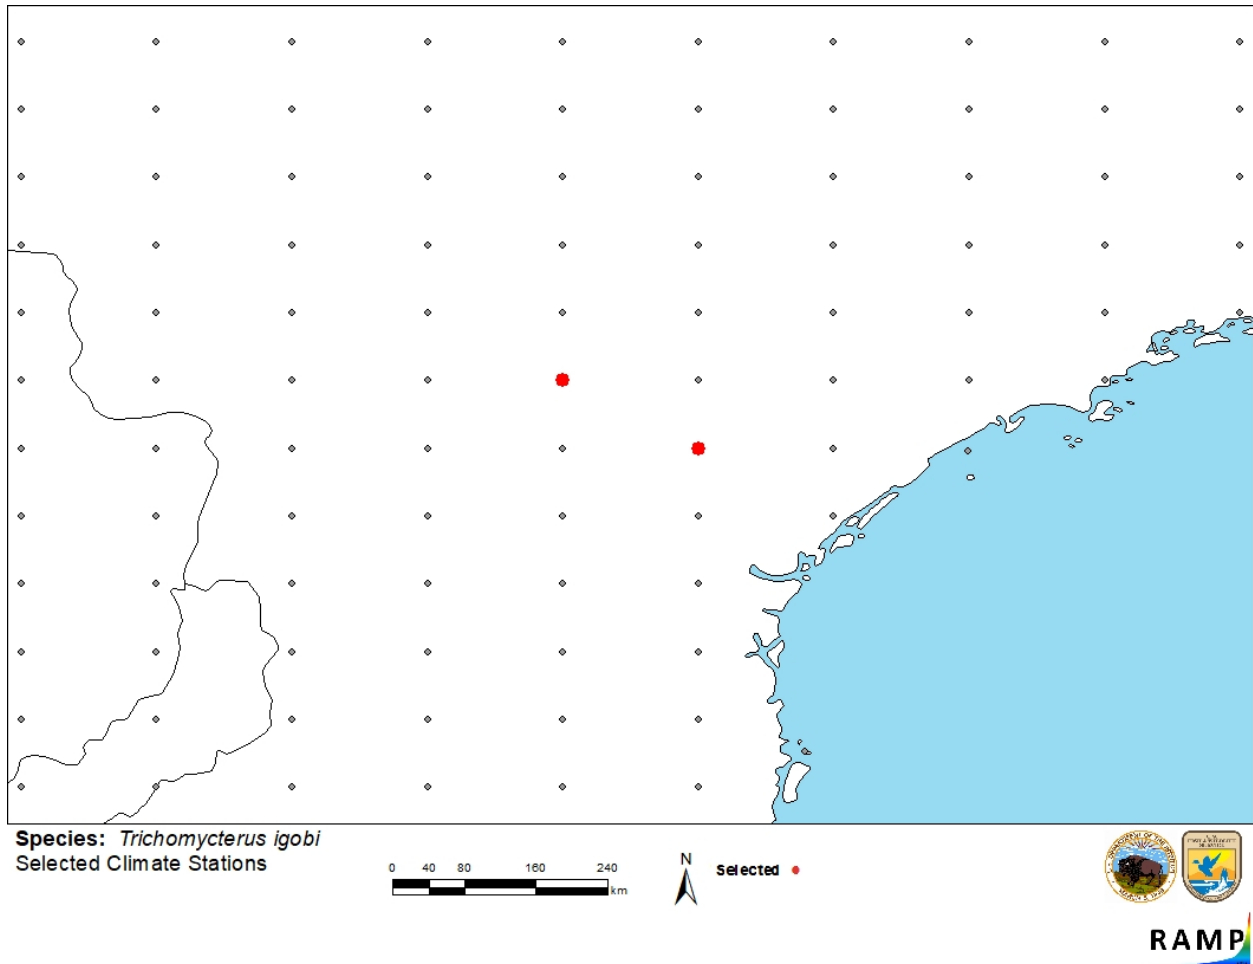 Species: Trichomycterus igobi
Selected Climate Stations
0 40 80 160 240
km
N
Selected
RAMP